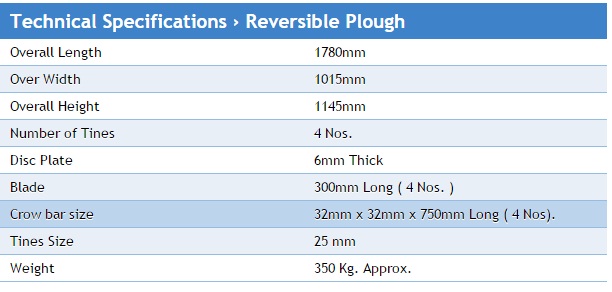 Technical Specifications › Reversible Plough
Overall Length 1780mm
Over Width 1015mm
Overall Height 1145mm
Number of Tines 4 Nos.
Disc Plate 6mm Thick
Blade 300mm Long ( 4 Nos. )
Crow bar size 32mm x 32mm x 750mm Long ( 4 Nos).
Tines Size 25 mm
Weight 350 Kg. Approx.